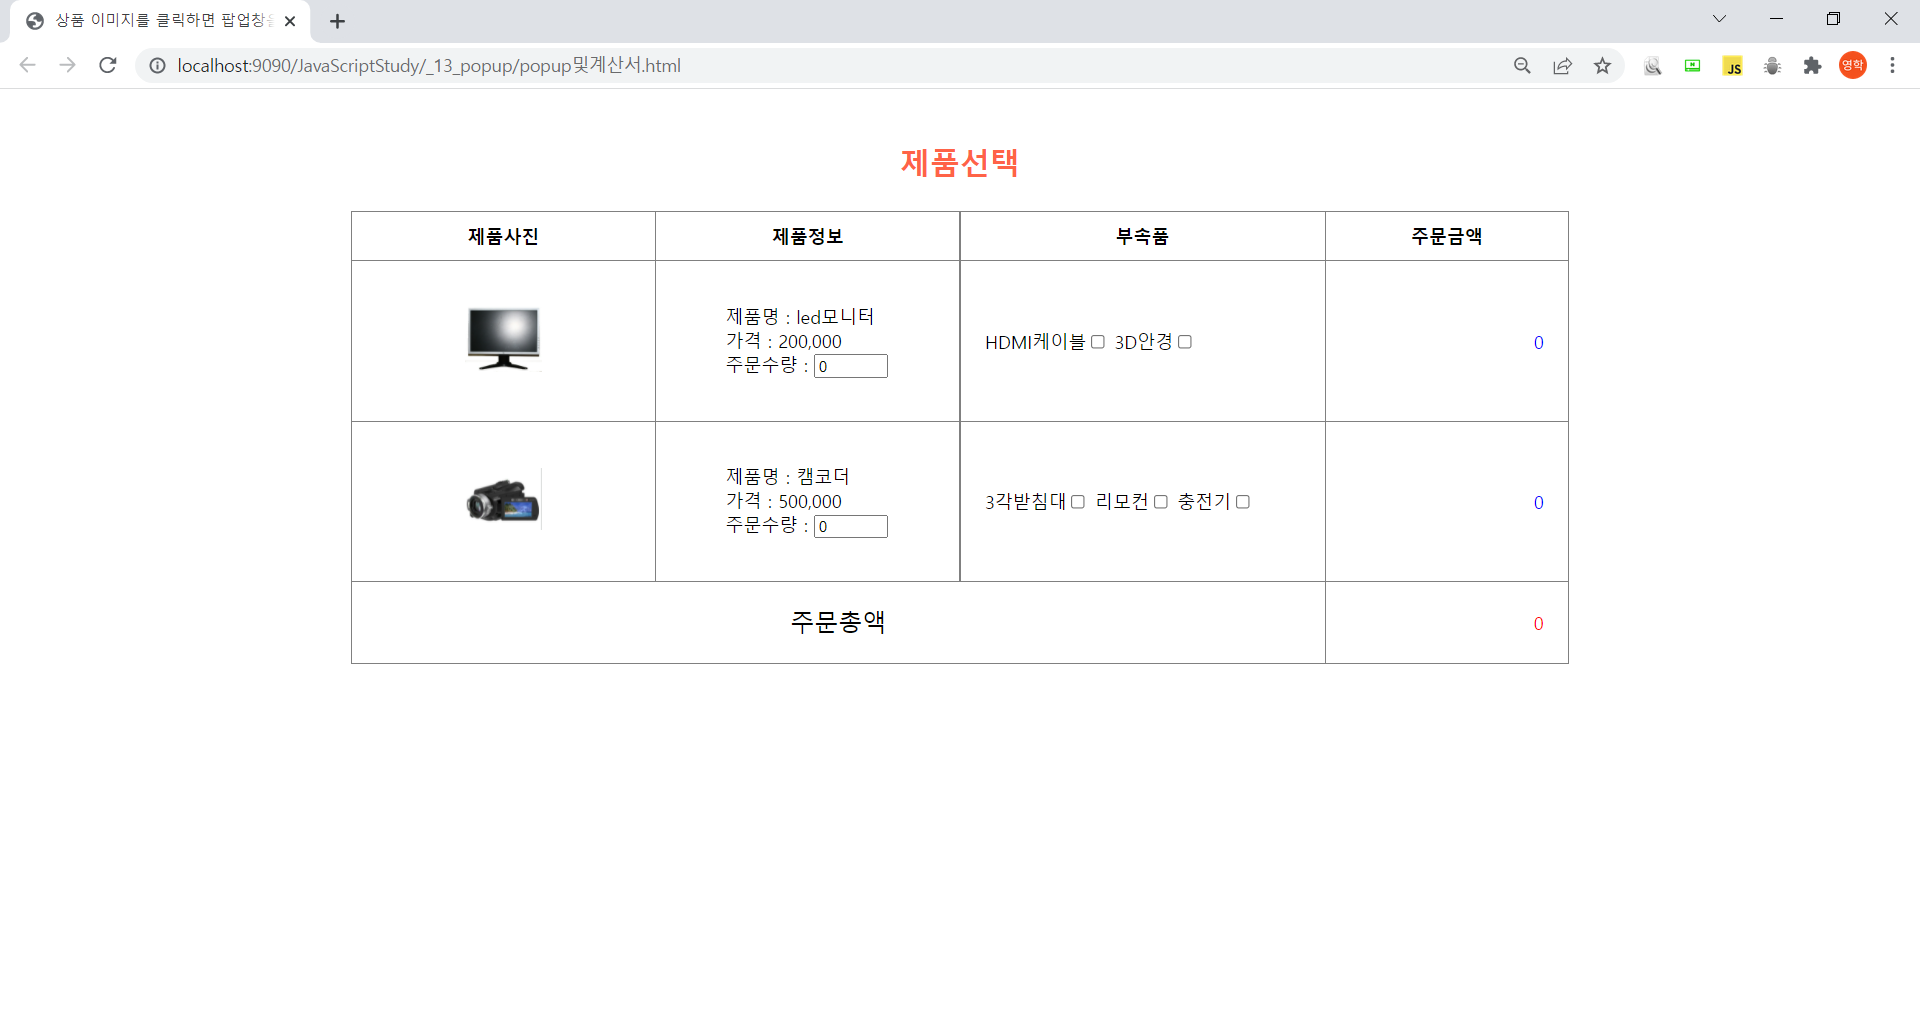 상품 이미지를 클릭하면 팝업창을
localhost:9090/JavaScriptStudy/_13_popup/popup및계산서.html
JS
영학
제품선택
제품사진 제품정보 부속품 주문금액
제품명 : led모니터
가격 : 200,000
주문수량 : 0
HDMI케이블 3D안경
0
제품명 : 캠코더
가격 : 500,000
주문수량 : 0
3각받침대 리모컨 충전기
0
주문총액 0